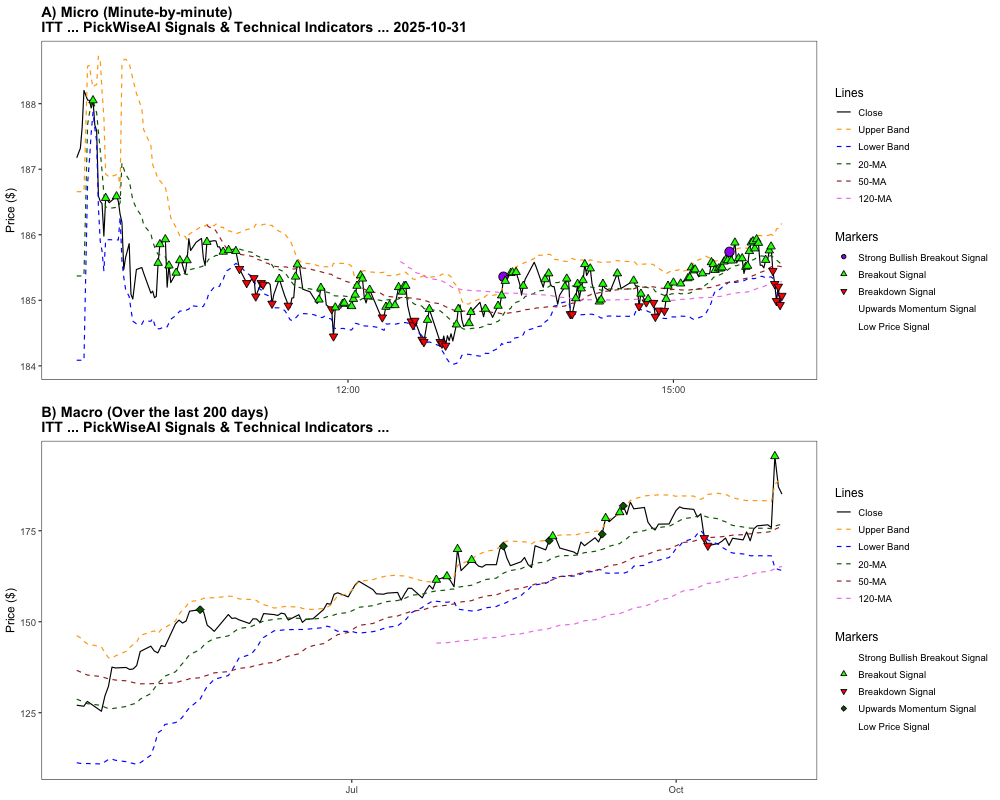 A) Micro (Minute-by-minute)
ITT ... PickWiseAI Signals & Technical Indicators ... 2025-10-31
Price ($)
188
187
186
185
184
12:00
15:00
Lines
Close
Upper Band
Lower Band
20-MA
50-MA
120-MA
Markers
Strong Bullish Breakout Signal
Breakout Signal
Breakdown Signal
Upwards Momentum Signal
Low Price Signal
B) Macro (Over the last 200 days)
ITT ... PickWiseAI Signals & Technical Indicators ...
Price ($)
175
150
125
Jul
Oct
Lines
Close
Upper Band
Lower Band
20-MA
50-MA
120-MA
Markers
Strong Bullish Breakout Signal
Breakout Signal
Breakdown Signal
Upwards Momentum Signal
Low Price Signal